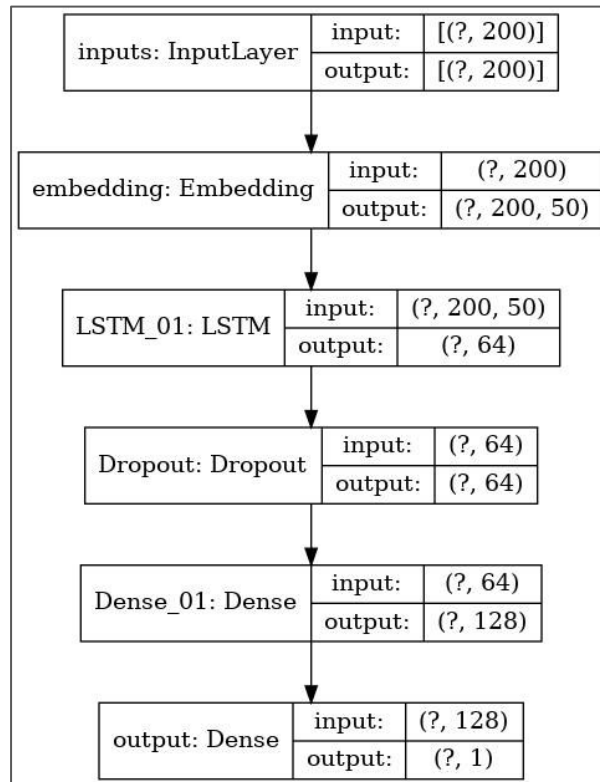 inputs: InputLayer input: [(?, 200)]
output: [(?, 200)]
embedding: Embedding input: (?, 200)
output: (?, 200, 50)
LSTM_01: LSTM input: (?, 200, 50)
output: (?, 64)
Dropout: Dropout input: (?, 64)
output: (?, 64)
Dense_01: Dense input: (?, 64)
output: (?, 128)
output: Dense input: (?, 128)
output: (?, 1)